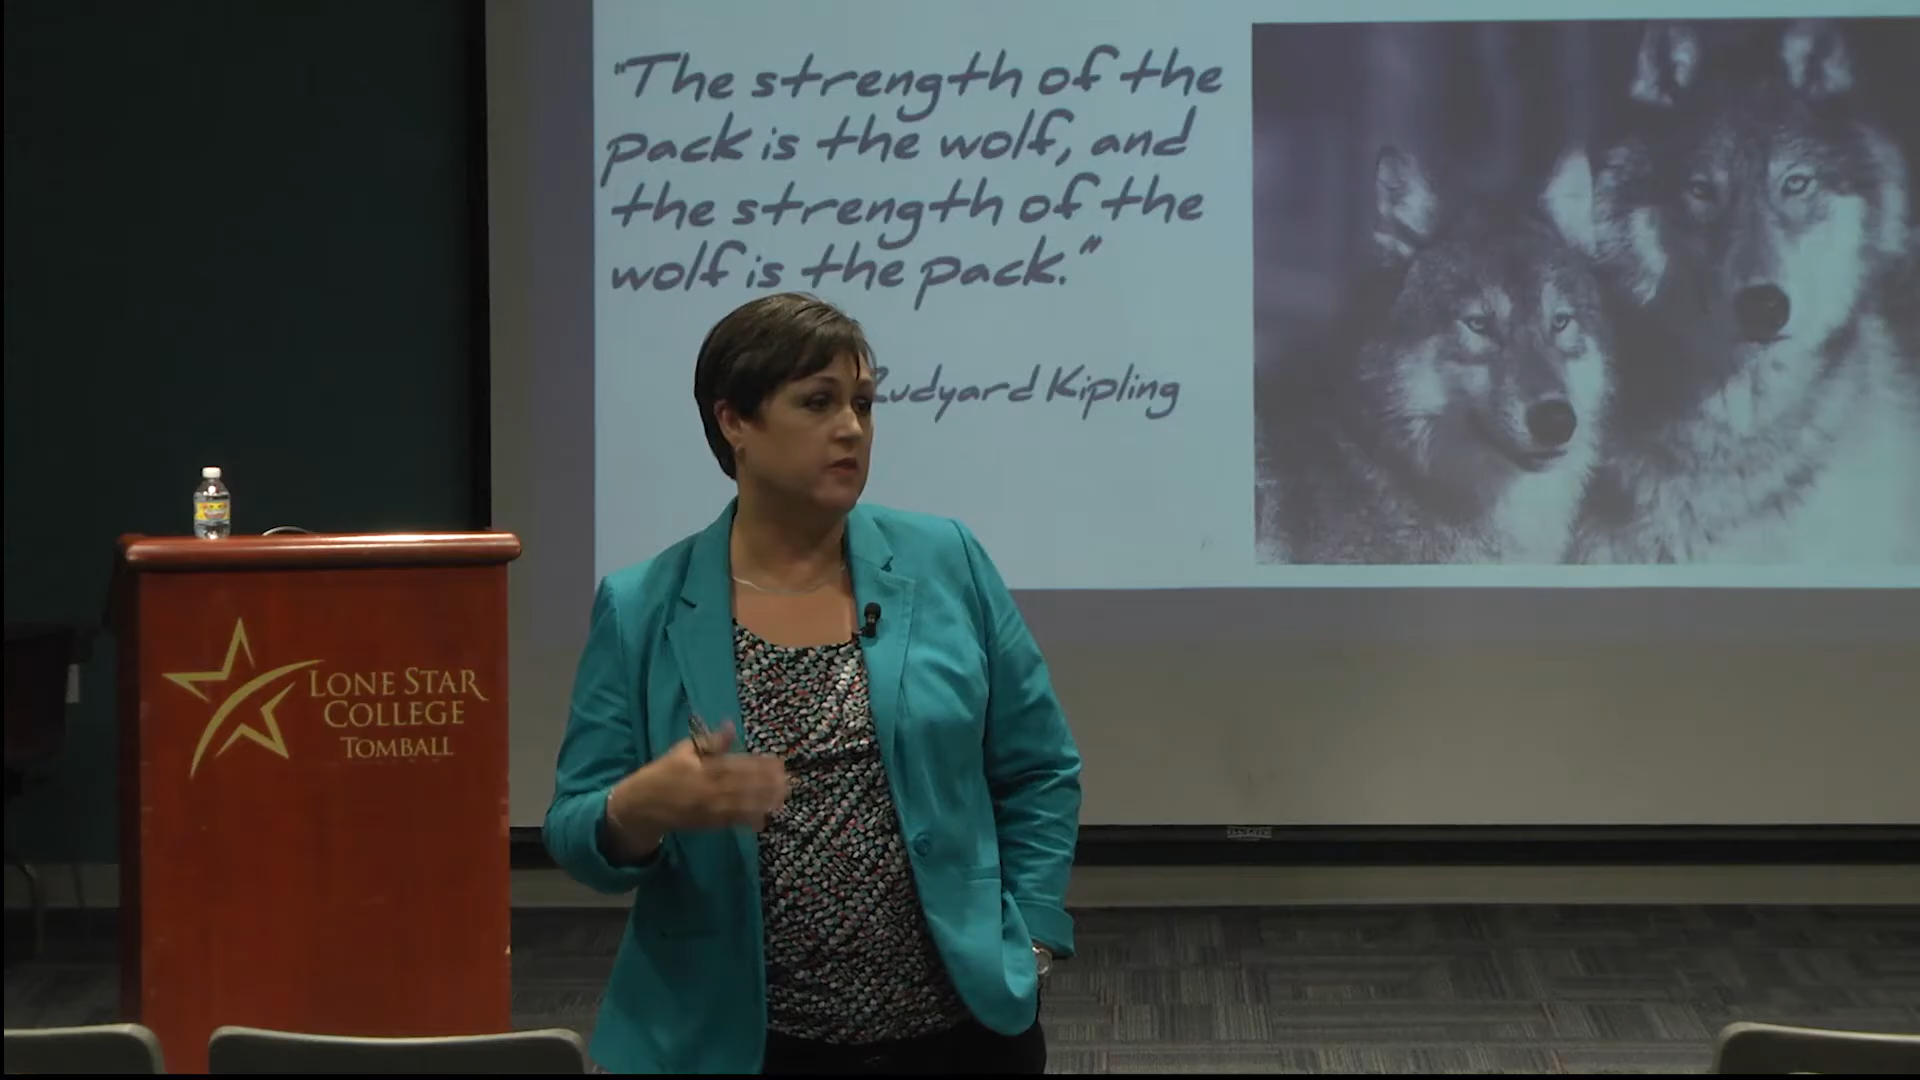 "The strength of the
pack is the wolf, and
the strength of the
wolf is the pack."
Rudyard Kipling
LONE STAR
COLLEGE
TOMBALL